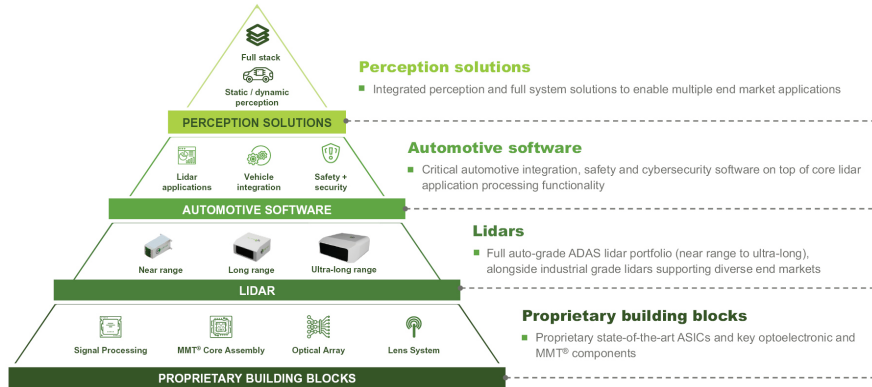 Full stack
Static / dynamic
perception
PERCEPTION SOLUTIONS
Perception solutions
Integrated perception and full system solutions to enable multiple end market applications
Lidar
applications
Vehicle
integration
Safety +
security
AUTOMOTIVE SOFTWARE
Automotive software
Critical automotive integration, safety and cybersecurity software on top of core lidar
application processing functionality
Near range
Long range
Ultra-long range
LIDAR
Lidars
Full auto-grade ADAS lidar portfolio (near range to ultra-long),
alongside industrial grade lidars supporting diverse end markets
Signal Processing
MMT® Core Assembly
Optical Array
Lens System
PROPRIETARY BUILDING BLOCKS
Proprietary building blocks
Proprietary state-of-the-art ASICs and key optoelectronic and
MMT® components